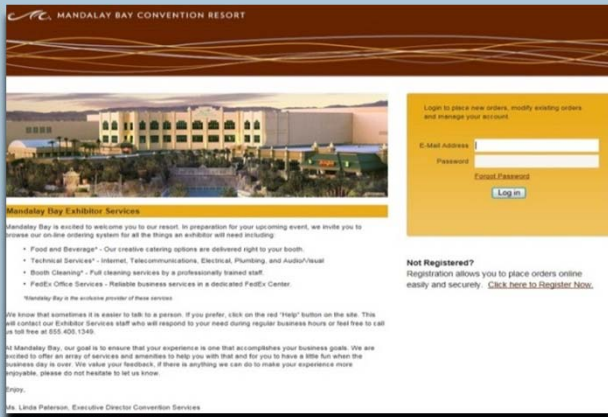 MANDALAY BAY CONVENTION RESORT
Login to place new orders, modify existing orders
and manage your account.
E-Mail Address
Password
Forgot Password
Log in
Mandalay Bay Exhibitor Services
Mandalay Bay is excited to welcome you to our resort. In preparation for your upcoming event, we invite you to
browse our on-line ordering system for all the things an exhibitor will need including:
• Food and Beverage* - Our creative catering options are delivered right to your booth.
• Technical Services* - Internet, Telecommunications, Electrical, Plumbing, and Audio/Visual
• Booth Cleaning* - Full cleaning services by a professionally trained staff.
• FedEx Office Services - Reliable business services in a dedicated FedEx Center.
*Mandalay Bay is the exclusive provider of these services
We know that sometimes it is easier to talk to a person. If you prefer, click on the red "Help" button on the site. This
will contact our Exhibitor Services staff who will respond to your need during regular business hours or feel free to call
us toll free at 855.408.1349.
At Mandalay Bay, our goal is to ensure that your experience is one that accomplishes your business goals. We are
excited to offer an array of services and amenities to help you with that and for you to have a little fun when the
business day is over. We value your feedback, if there is anything we can do to make your experience more
enjoyable, please do not hesitate to let us know.
Enjoy,
Ms. Linda Paterson, Executive Director Convention Services
Not Registered?
Registration allows you to place orders online
easily and securely. Click here to Register Now.